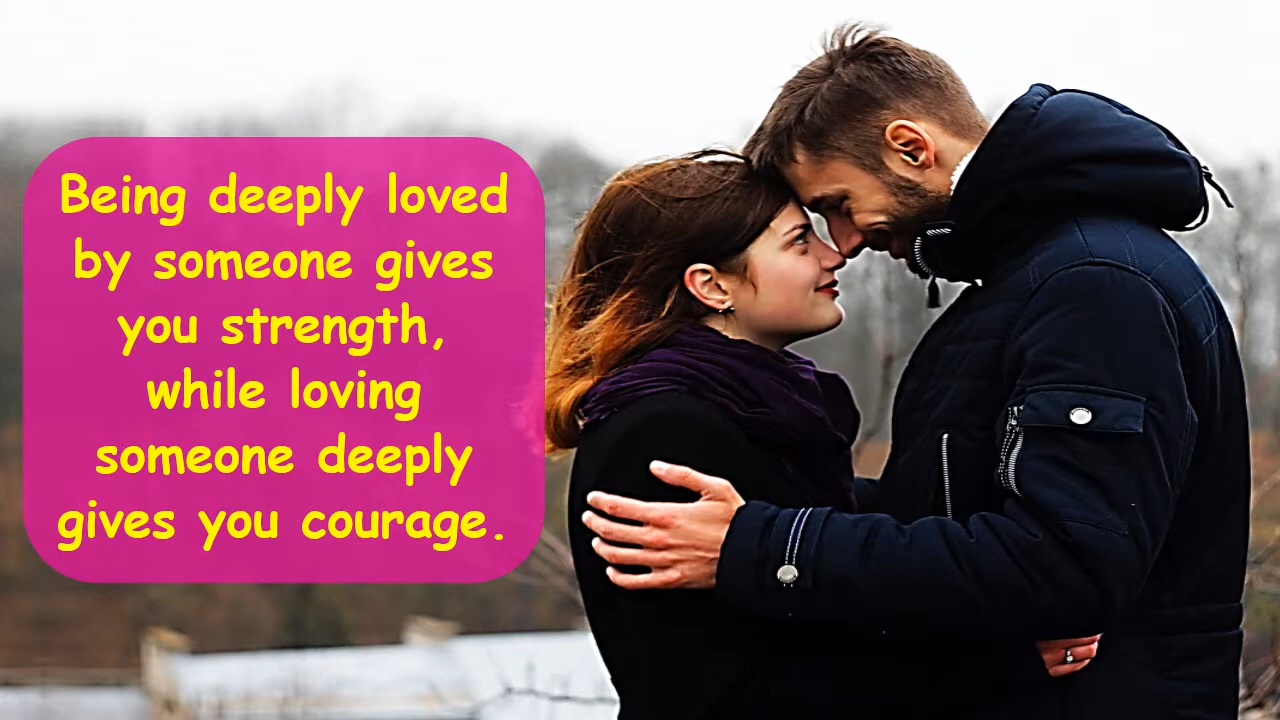 Being deeply loved
by someone gives
you strength,
while loving
someone deeply
gives you courage.